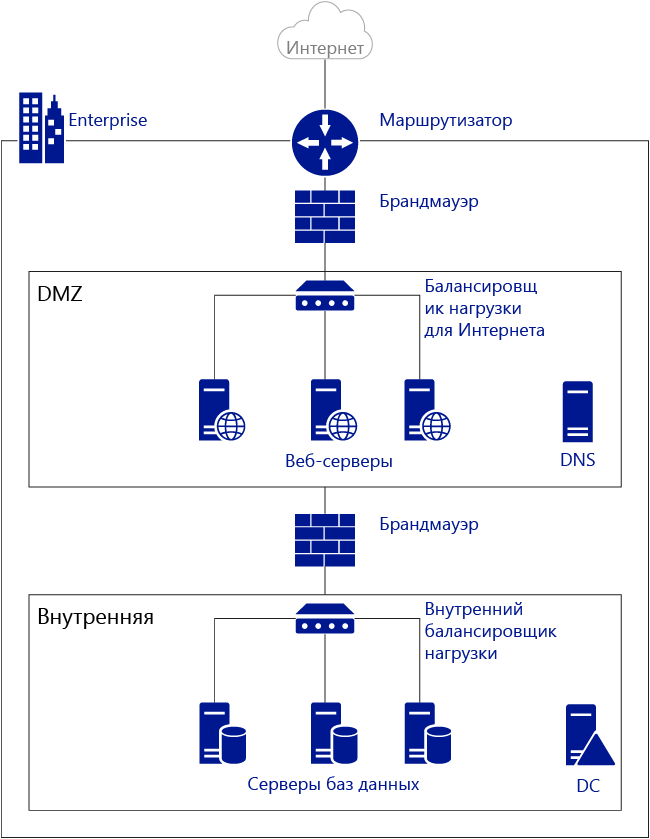 Интернет
Enterprise
Маршрутизатор
Брандмауэр
DMZ
Балансировщ
ик нагрузки
для Интернета
Веб-серверы
DNS
Брандмауэр
Внутренняя
Внутренний
балансировщик
нагрузки
Серверы баз данных
DC